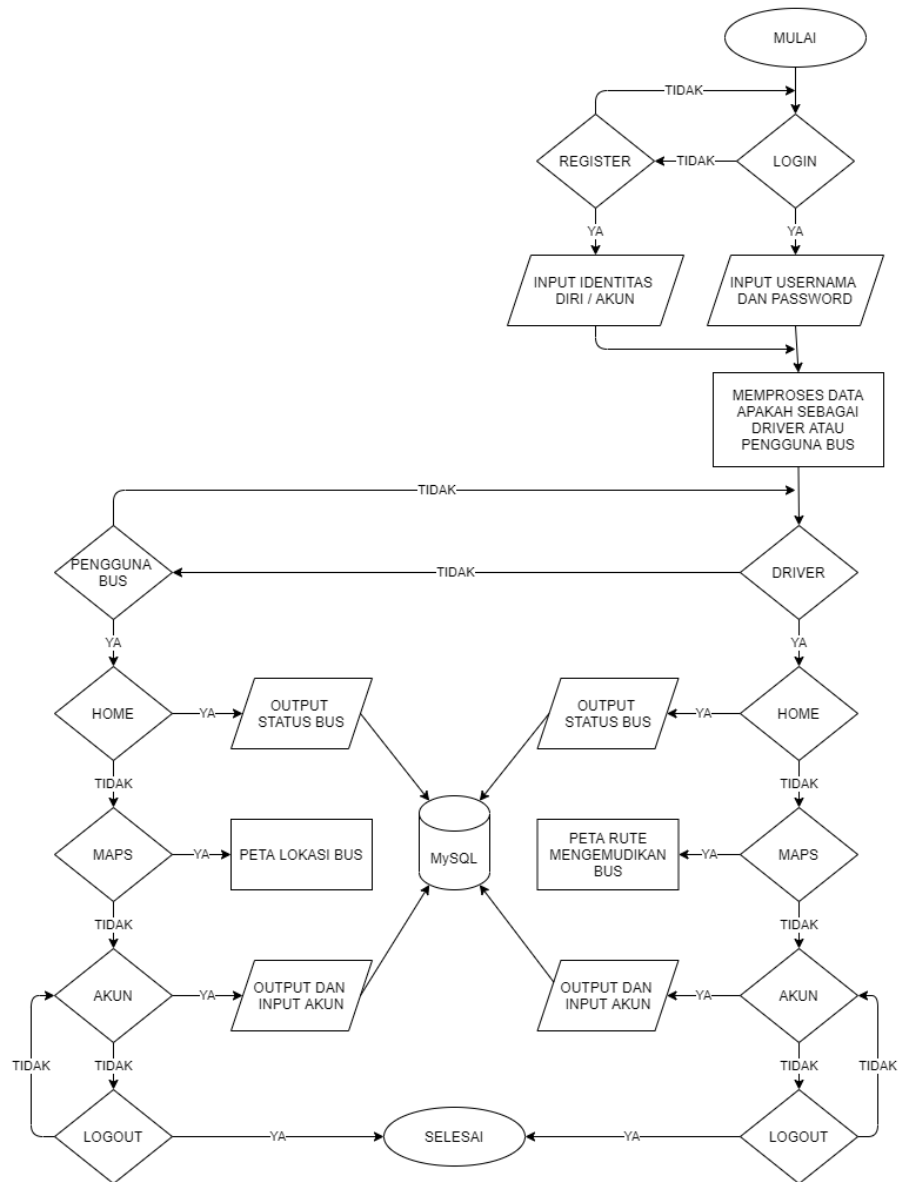 MULAI
TIDAK
REGISTER
TIDAK
LOGIN
YA
YA
INPUT IDENTITAS
DIRI / AKUN
INPUT USERNAMA
DAN PASSWORD
MEMPROSES DATA
APAKAH SEBAGAI
DRIVER ATAU
PENGGUNA BUS
TIDAK
PENGGUNA
BUS
TIDAK
DRIVER
YA
YA
HOME
YA
OUTPUT
STATUS BUS
OUTPUT
STATUS BUS
YA
HOME
TIDAK
TIDAK
MAPS
YA
PETA LOKASI BUS
MySQL
PETA RUTE
MENGEMUDIKAN
BUS
YA
MAPS
TIDAK
TIDAK
AKUN
YA
OUTPUT DAN
INPUT AKUN
OUTPUT DAN
INPUT AKUN
YA
AKUN
TIDAK
TIDAK
TIDAK
TIDAK
LOGOUT
YA
SELESAI
YA
LOGOUT